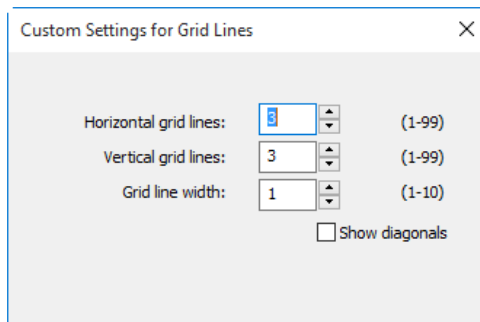 Custom Settings for Grid Lines
Horizontal grid lines: 3 (1-99)
Vertical grid lines: 3 (1-99)
Grid line width: 1 (1-10)
Show diagonals